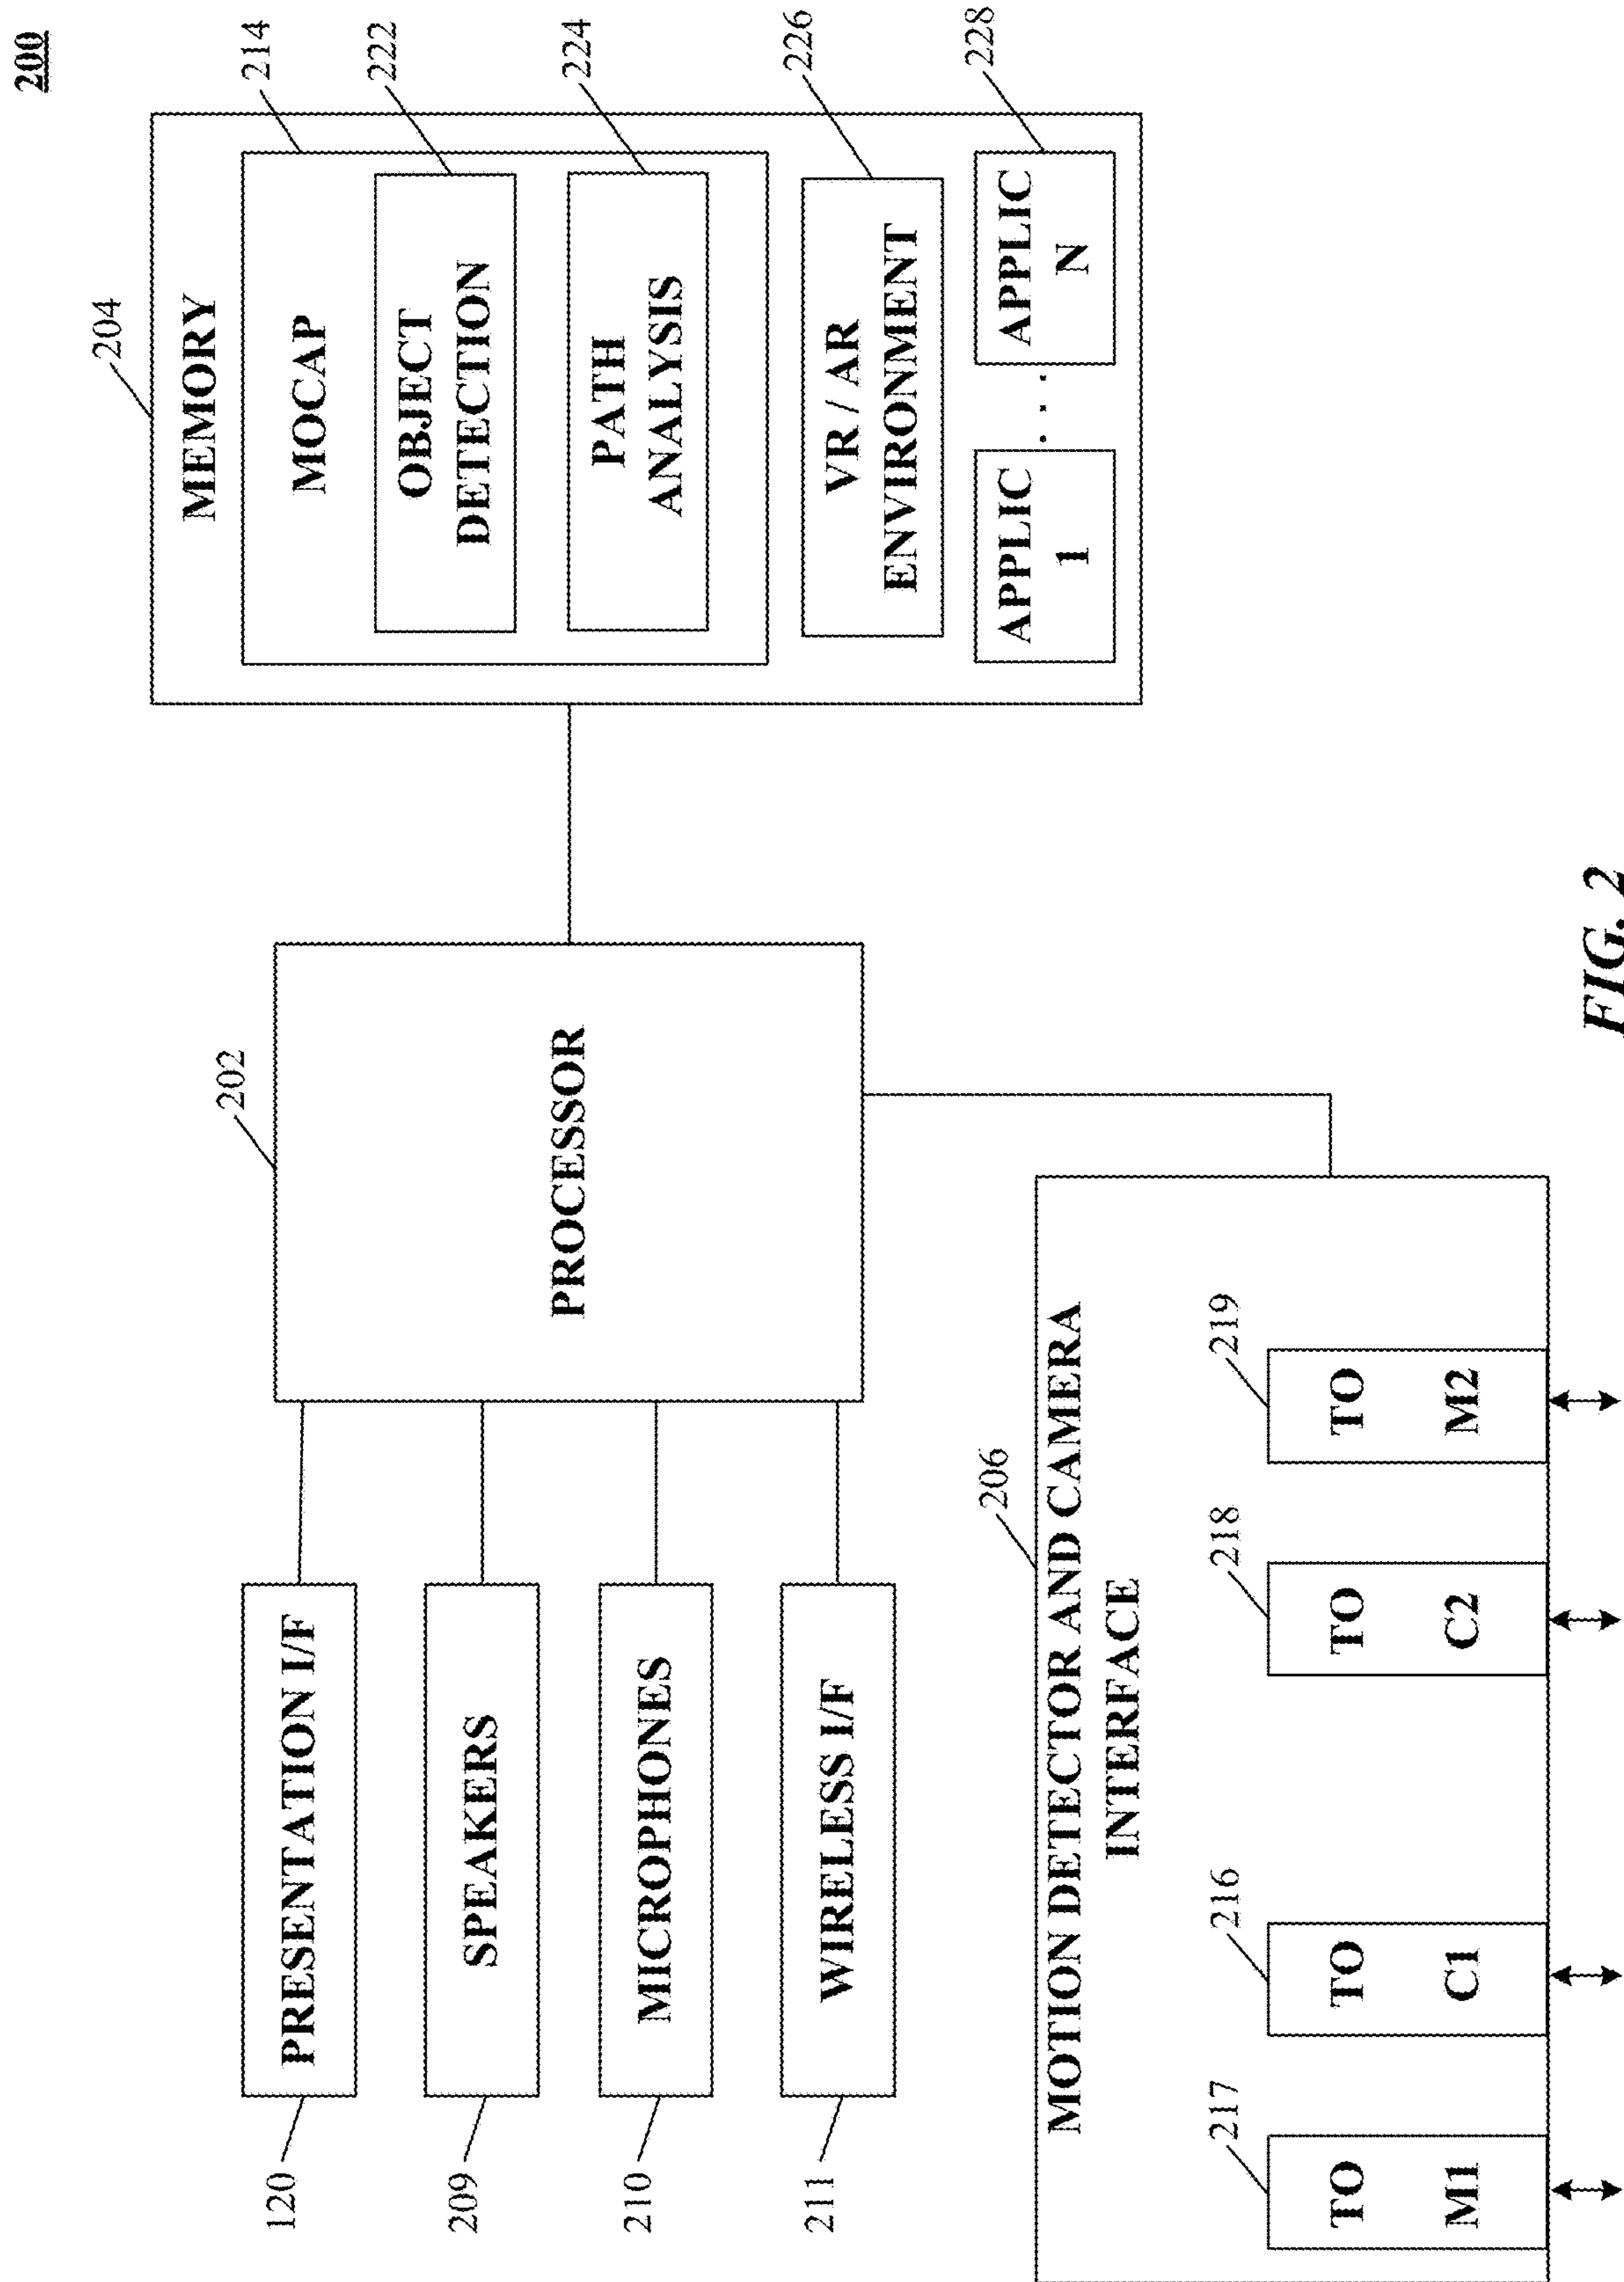 200
204
MEMORY
214
MOCAP
222
OBJECT
DETECTION
224
PATH
ANALYSIS
226
VR / AR
ENVIRONMENT
228
APPLIC
1
. . .
APPLIC
N
202
PROCESSOR
120
PRESENTATION I/F
209
SPEAKERS
210
MICROPHONES
211
WIRELESS I/F
206
MOTION DETECTOR AND CAMERA
INTERFACE
217
TO
M1
216
TO
C1
218
TO
C2
219
TO
M2
FIG. 2